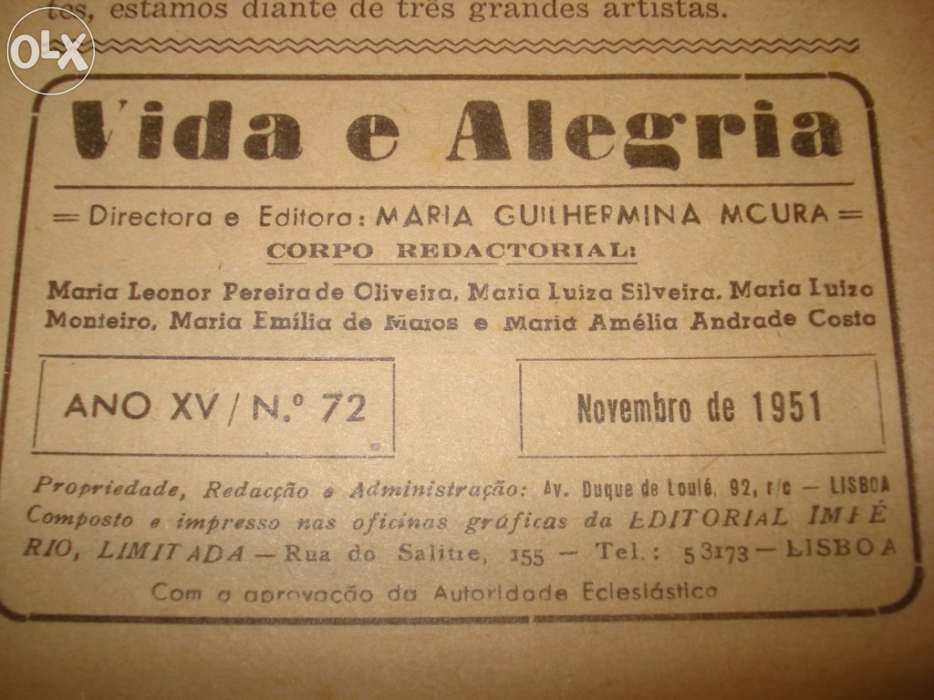 tes, estamos diante de três grandes artistas.
OLX
Vida e Alegria
= Directora e Editora: MARIA GUILHERMINA MOURA =
CORPO REDACTORIAL:
Maria Leonor Pereira de Oliveira, Maria Luiza Silveira, Maria Luiza
Monteiro, Maria Emília de Matos e Maria Amélia Andrade Costa
ANO XV / N.º 72
Novembro de 1951
Propriedade, Redacção e Administração: Av. Duque de Loulé, 92, r/c — LISBOA
Composto e impresso nas oficinas gráficas da EDITORIAL IMPÉ
RIO, LIMITADA — Rua do Salitre, 155 — Tel.: 53173 — LISBOA
Com a aprovação da Autoridade Eclesiástica